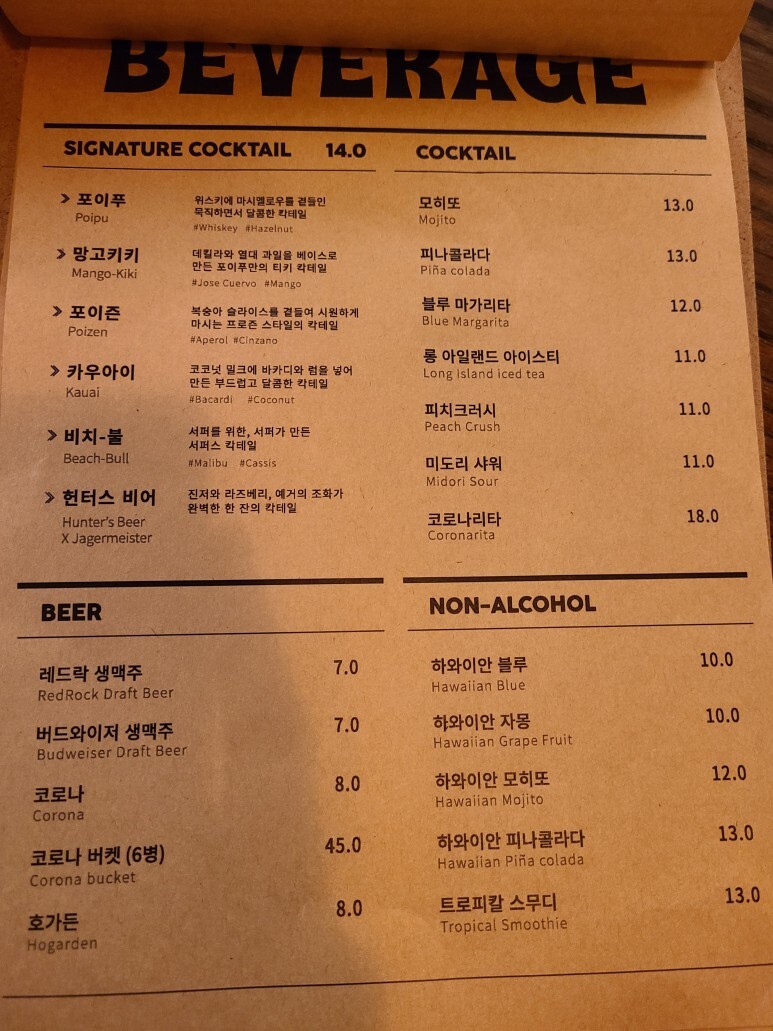 BEVERAGE
SIGNATURE COCKTAIL 14.0
» 포이푸
Poipu
위스키에 마시멜로우를 곁들인
묵직하면서 달콤한 칵테일
#Whiskey #Hazelnut
» 망고키키
Mango-Kiki
데킬라와 열대 과일을 베이스로
만든 포이푸만의 티키 칵테일
#Jose Cuervo #Mango
» 포이즌
Poizen
복숭아 슬라이스를 곁들여 시원하게
마시는 프로즌 스타일의 칵테일
#Aperol #Cinzano
» 카우아이
Kauai
코코넛 밀크에 바카디와 럼을 넣어
만든 부드럽고 달콤한 칵테일
#Bacardi #Coconut
» 비치-불
Beach-Bull
서퍼를 위한, 서퍼가 만든
서퍼스 칵테일
#Malibu #Cassis
» 헌터스 비어
Hunter's Beer
X Jagermeister
진저와 라즈베리, 예거의 조화가
완벽한 한 잔의 칵테일
COCKTAIL
모히또 13.0
Mojito
피나콜라다 13.0
Piña colada
블루 마가리타 12.0
Blue Margarita
롱 아일랜드 아이스티 11.0
Long island iced tea
피치크러시 11.0
Peach Crush
미도리 샤워 11.0
Midori Sour
코로나리타 18.0
Coronarita
BEER
레드락 생맥주 7.0
RedRock Draft Beer
버드와이저 생맥주 7.0
Budweiser Draft Beer
코로나 8.0
Corona
코로나 버켓 (6병) 45.0
Corona bucket
호가든 8.0
Hogarden
NON-ALCOHOL
하와이안 블루 10.0
Hawaiian Blue
하와이안 자몽 10.0
Hawaiian Grape Fruit
하와이안 모히또 12.0
Hawaiian Mojito
하와이안 피나콜라다 13.0
Hawaiian Piña colada
트로피칼 스무디 13.0
Tropical Smoothie